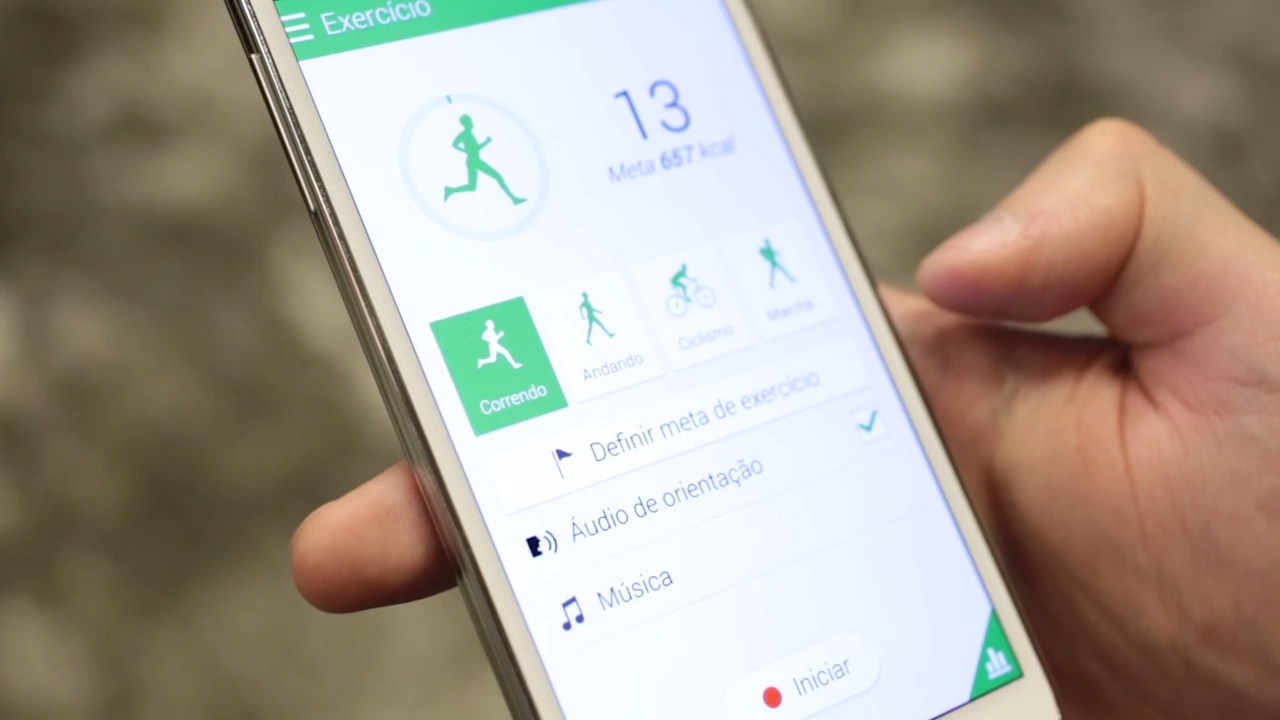 Exercício
13
Meta 657 kcal
Correndo
Andando
Ciclismo
Marcha
Definir meta de exercício
Áudio de orientação
Música
Iniciar